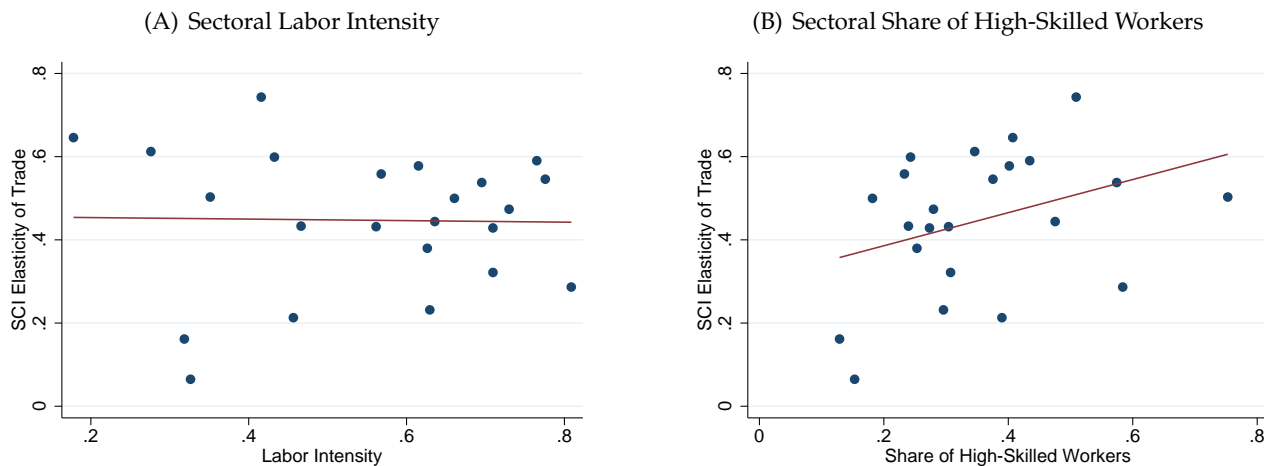 (A) Sectoral Labor Intensity
SCI Elasticity of Trade
.8
.6
.4
.2
0
.2 .4 .6 .8
Labor Intensity
(B) Sectoral Share of High-Skilled Workers
SCI Elasticity of Trade
.8
.6
.4
.2
0
0 .2 .4 .6 .8
Share of High-Skilled Workers